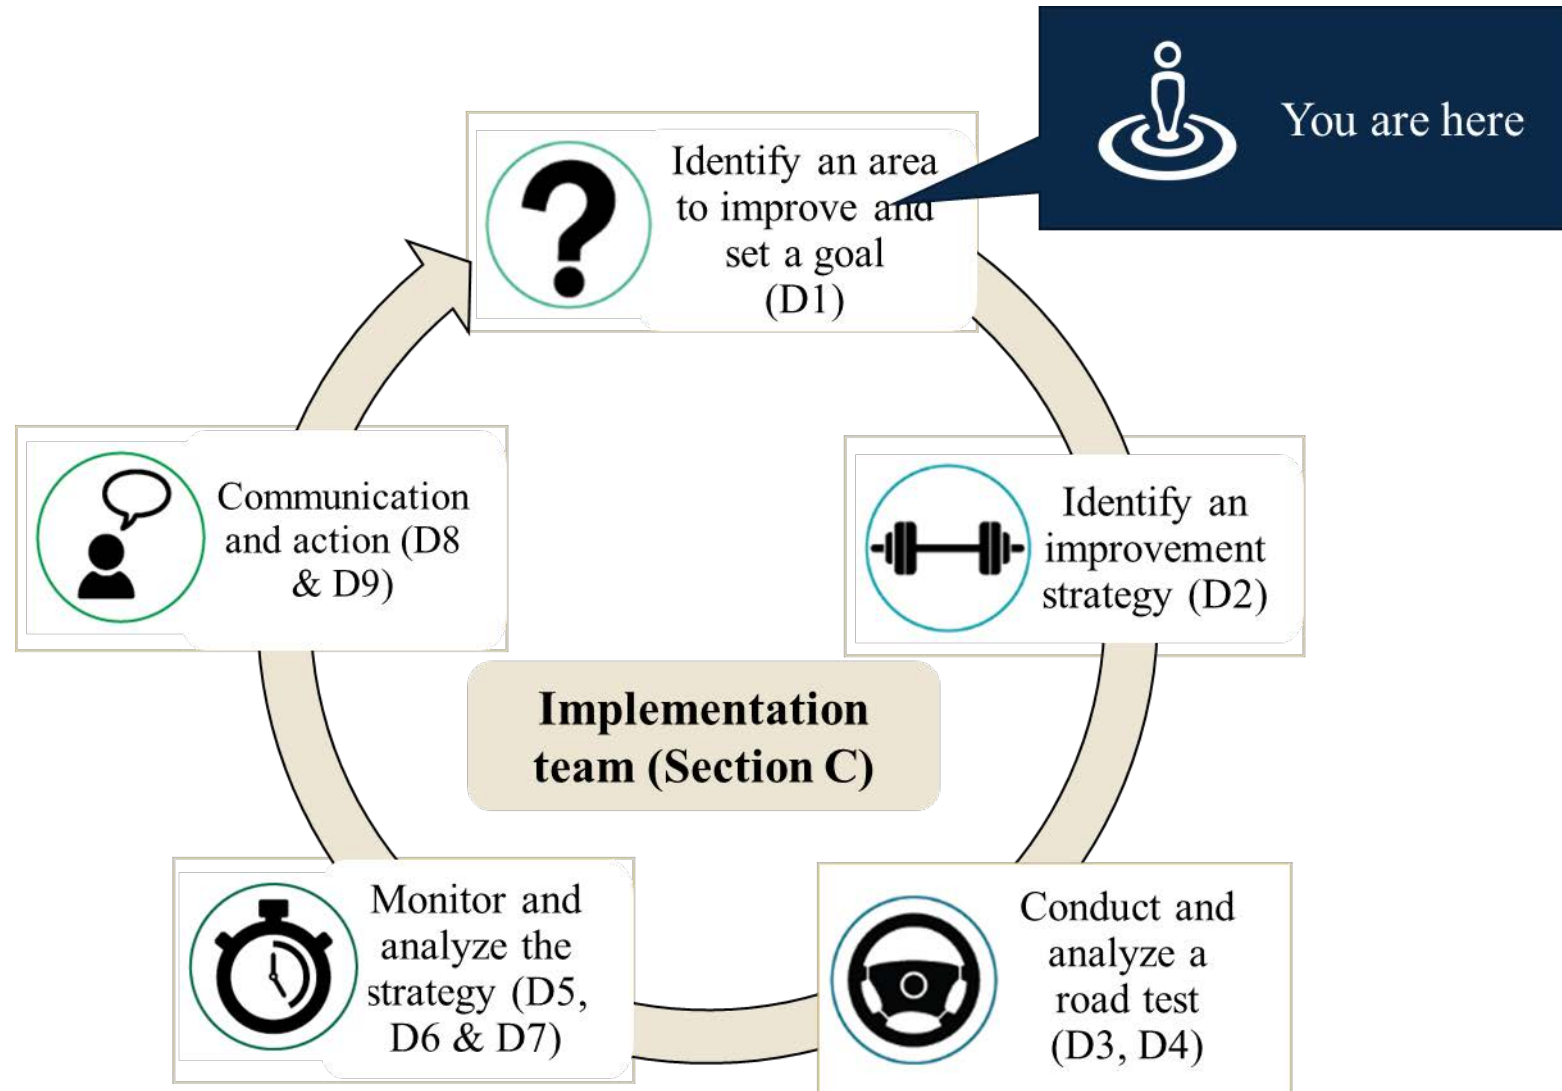 You are here
Identify an area
to improve and
set a goal
(D1)
Identify an
improvement
strategy (D2)
Conduct and
analyze a
road test
(D3, D4)
Monitor and
analyze the
strategy (D5,
D6 & D7)
Communication
and action (D8
& D9)
Implementation
team (Section C)